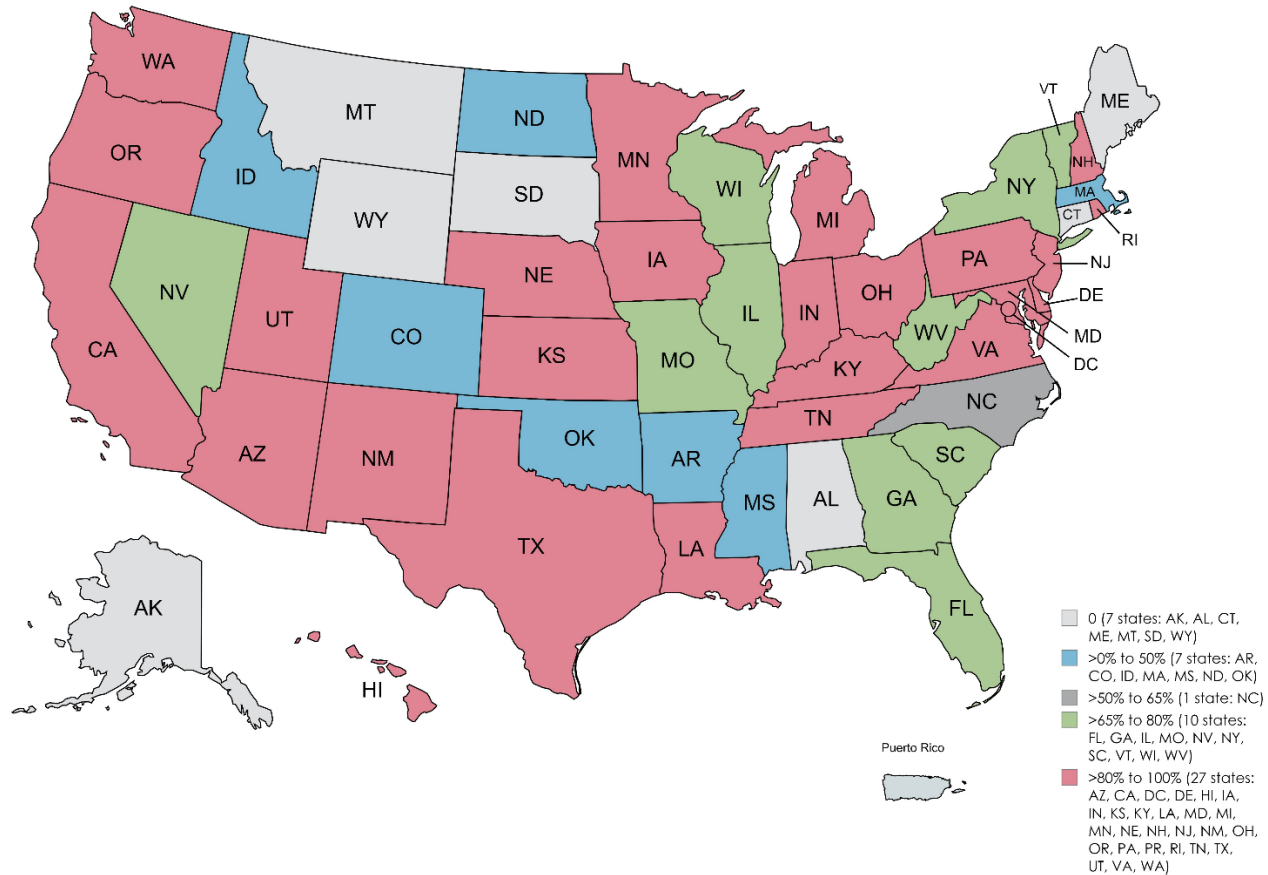 WA
MT
ND
MN
VT
ME
OR
ID
SD
WI
NY
NH
MA
WY
MI
CT
RI
IA
PA
NJ
NE
NV
OH
DE
UT
IL
IN
CO
WV
MD
CA
KS
MO
VA
DC
KY
NC
TN
OK
AZ
NM
AR
SC
MS
AL
GA
TX
LA
AK
FL
HI
Puerto Rico
0 (7 states: AK, AL, CT,
ME, MT, SD, WY)
>0% to 50% (7 states: AR,
CO, ID, MA, MS, ND, OK)
>50% to 65% (1 state: NC)
>65% to 80% (10 states:
FL, GA, IL, MO, NV, NY,
SC, VT, WI, WV)
>80% to 100% (27 states:
AZ, CA, DC, DE, HI, IA,
IN, KS, KY, LA, MD, MI,
MN, NE, NH, NJ, NM, OH,
OR, PA, PR, RI, TN, TX,
UT, VA, WA)